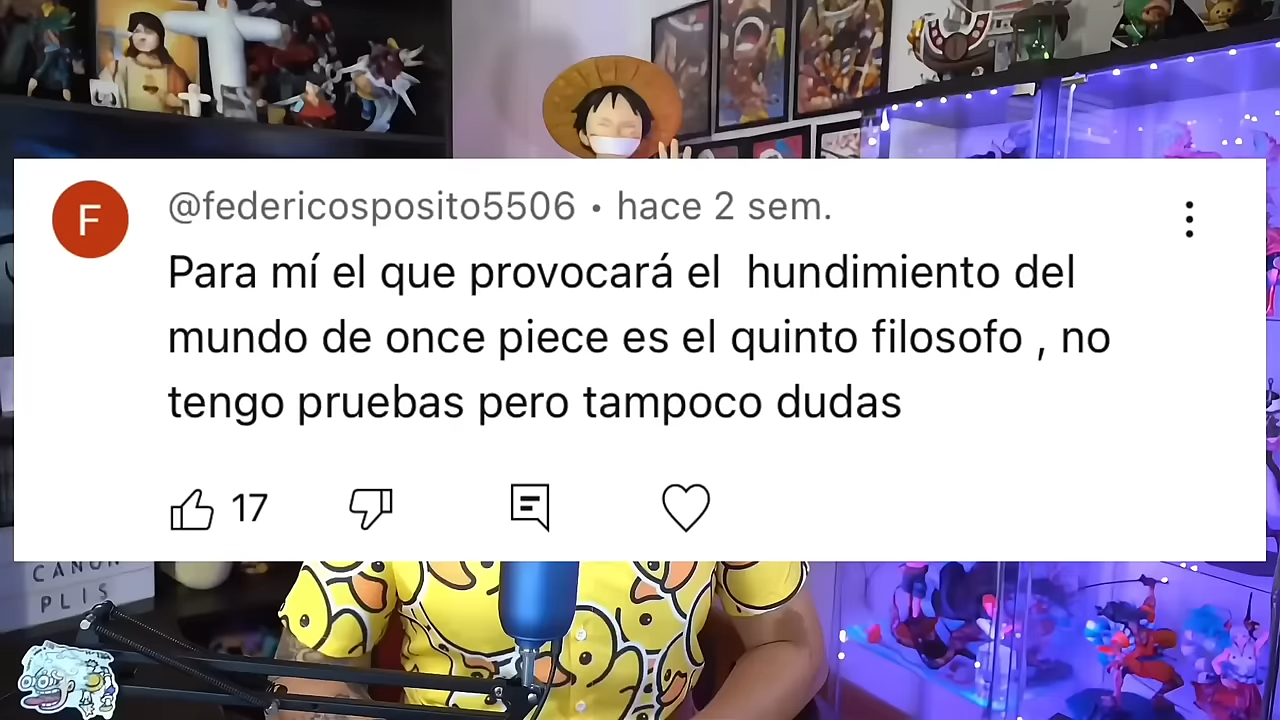 F
@federicosposito5506 • hace 2 sem.
Para mí el que provocará el hundimiento del
mundo de once piece es el quinto filosofo , no
tengo pruebas pero tampoco dudas
17
PLIS